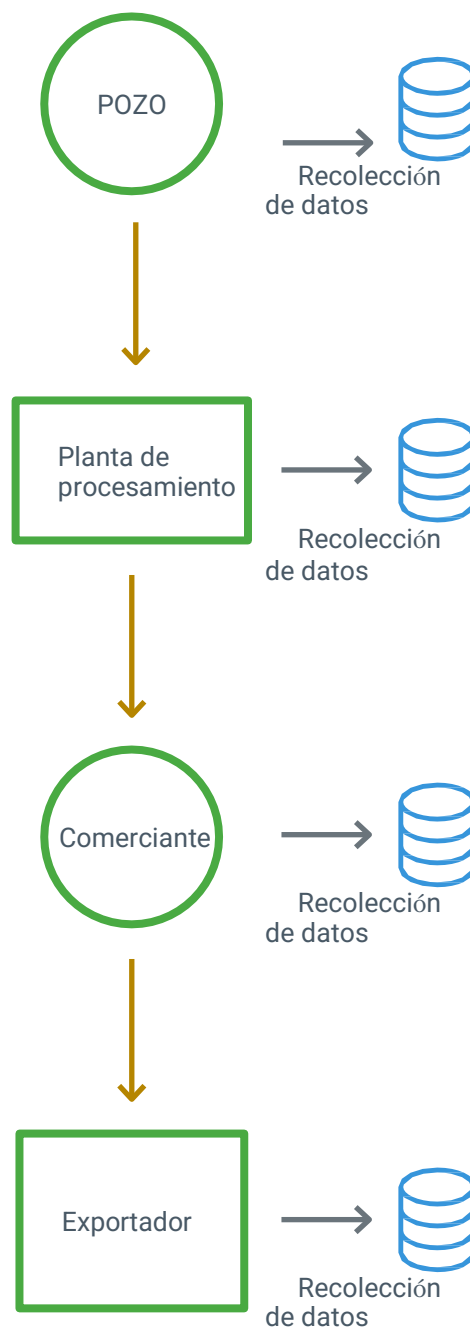 POZO
Recolección
de datos
Planta de
procesamiento
Recolección
de datos
Comerciante
Recolección
de datos
Exportador
Recolección
de datos